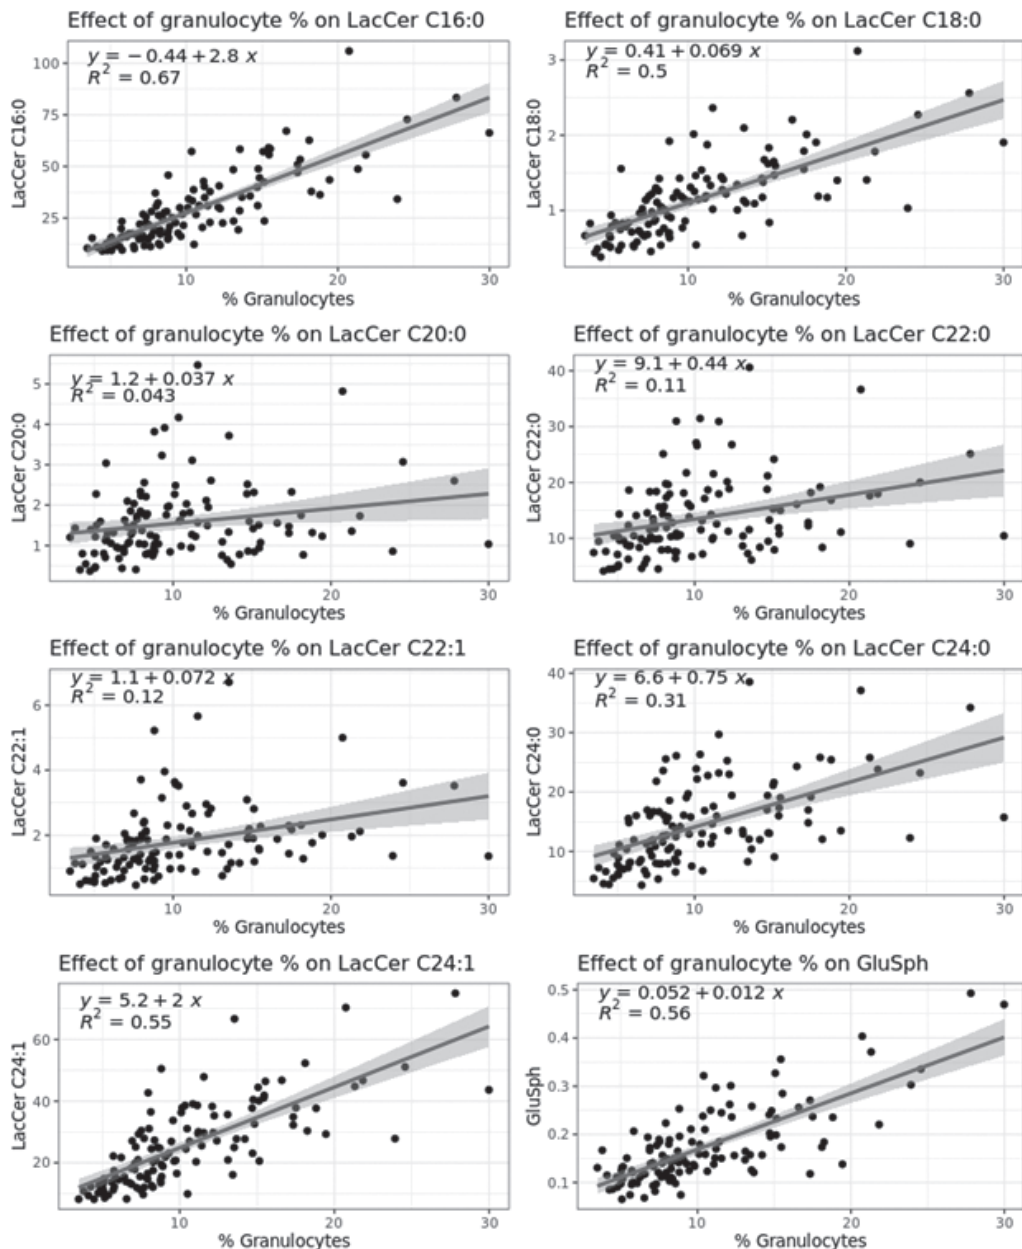 Effect of granulocyte % on LacCer C16:0
y = − 0.44 + 2.8 x
R² = 0.67
100
75
50
25
LacCer C16:0
10 20 30
% Granulocytes
Effect of granulocyte % on LacCer C18:0
y = 0.41 + 0.069 x
R² = 0.5
3
2
1
LacCer C18:0
10 20 30
% Granulocytes
Effect of granulocyte % on LacCer C20:0
y = 1.2 + 0.037 x
R² = 0.043
5
4
3
2
1
LacCer C20:0
10 20 30
% Granulocytes
Effect of granulocyte % on LacCer C22:0
y = 9.1 + 0.44 x
R² = 0.11
40
30
20
10
LacCer C22:0
10 20 30
% Granulocytes
Effect of granulocyte % on LacCer C22:1
y = 1.1 + 0.072 x
R² = 0.12
6
4
2
LacCer C22:1
10 20 30
% Granulocytes
Effect of granulocyte % on LacCer C24:0
y = 6.6 + 0.75 x
R² = 0.31
40
30
20
10
LacCer C24:0
10 20 30
% Granulocytes
Effect of granulocyte % on LacCer C24:1
y = 5.2 + 2 x
R² = 0.55
60
40
20
LacCer C24:1
10 20 30
% Granulocytes
Effect of granulocyte % on GluSph
y = 0.052 + 0.012 x
R² = 0.56
0.5
0.4
0.3
0.2
0.1
GluSph
10 20 30
% Granulocytes